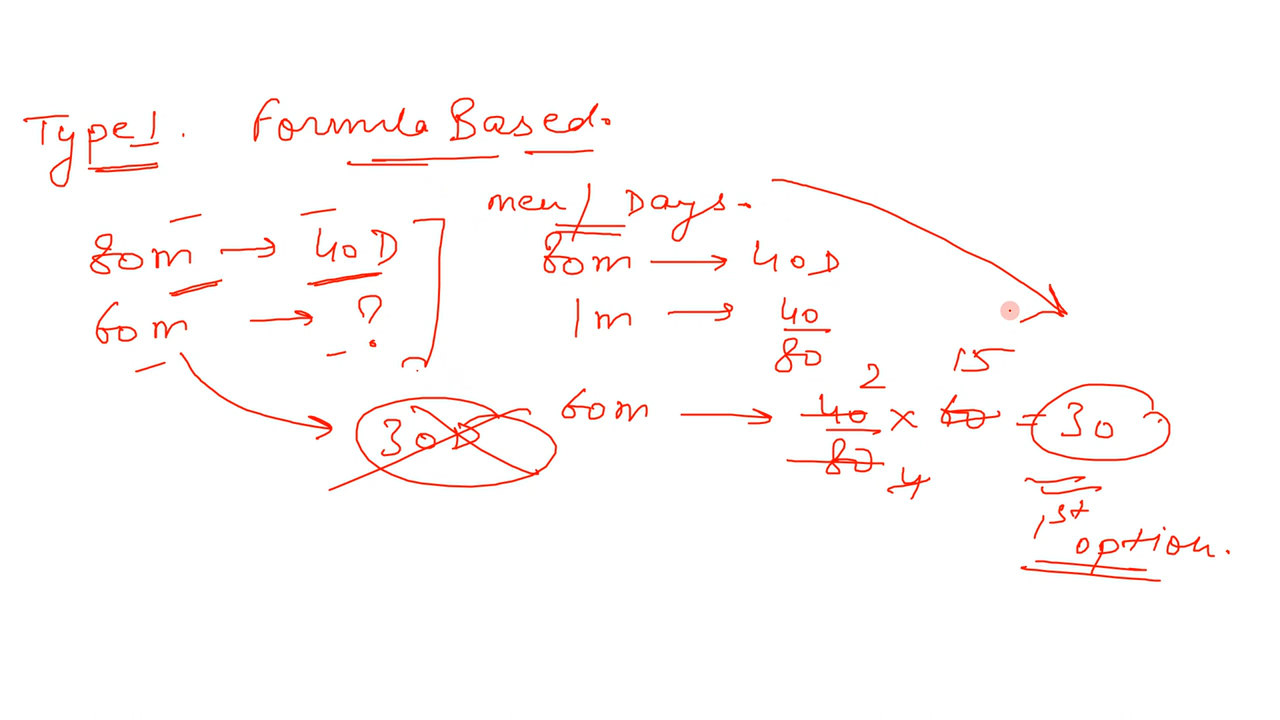 Type 1. Formula Based.
men / Days.
80m → 40D
60m → ?
30D
80m → 40D
1m → 40/80
60m → 40/80 × 60 = 30
2
15
4
1st
option.